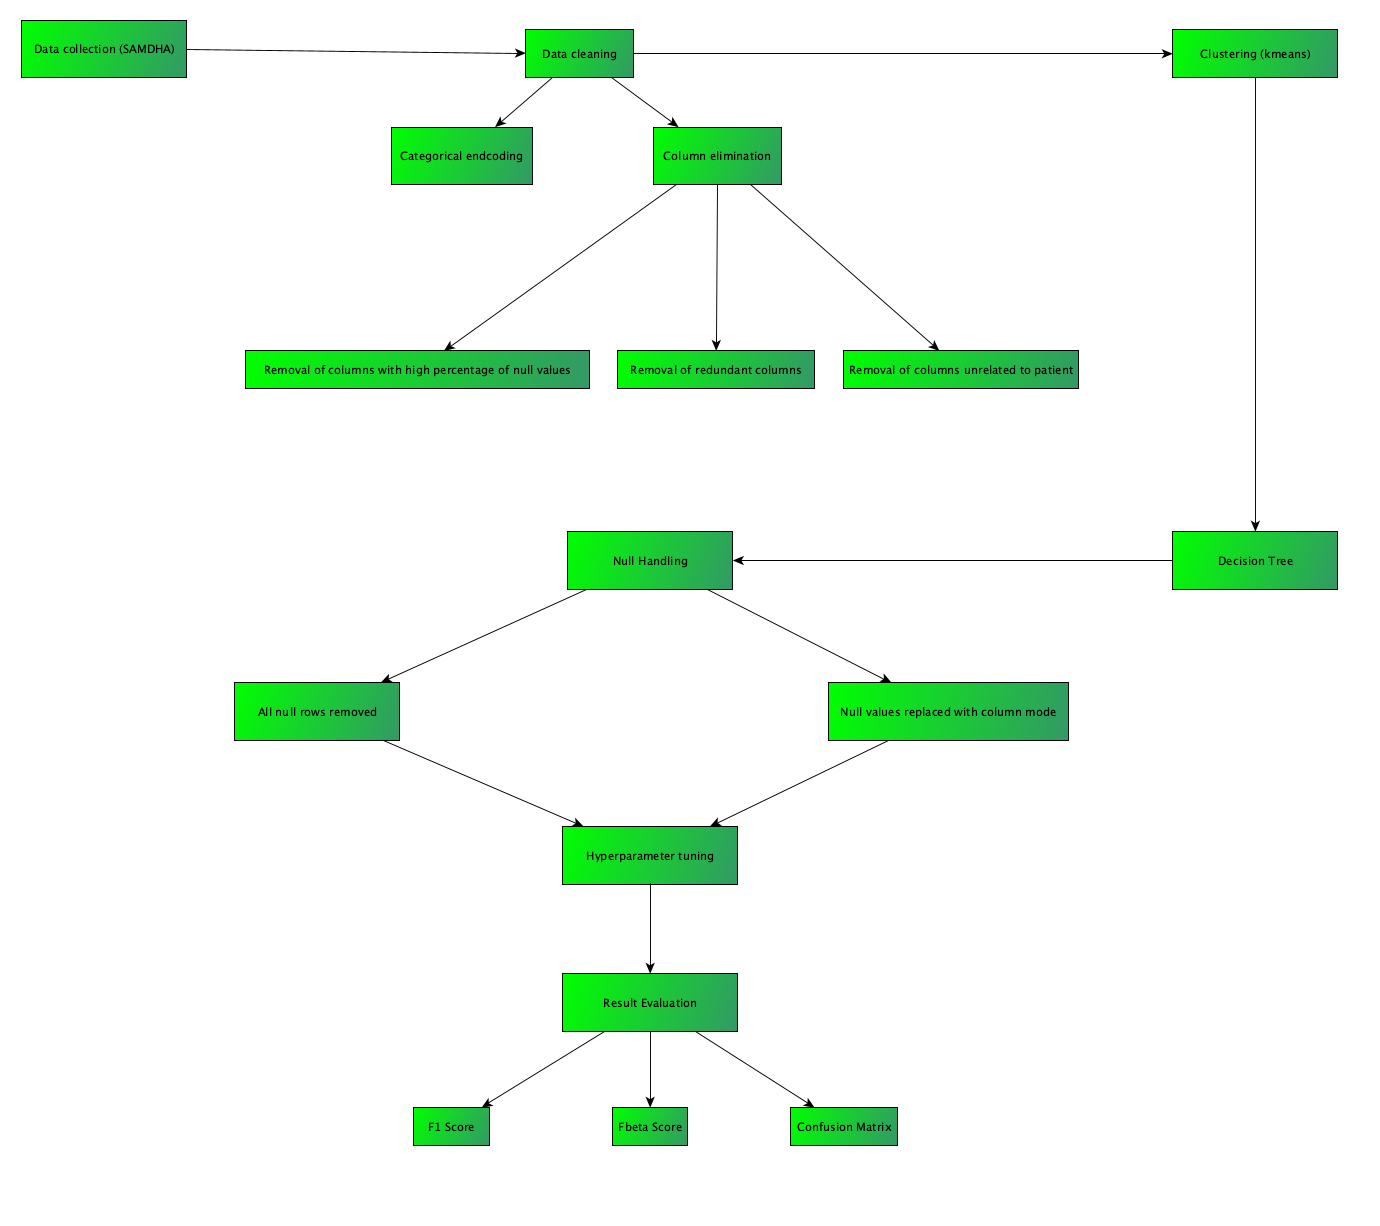 Data collection (SAMDHA)
Data cleaning
Clustering (kmeans)
Categorical endcoding
Column elimination
Removal of columns with high percentage of null values
Removal of redundant columns
Removal of columns unrelated to patient
Null Handling
Decision Tree
All null rows removed
Null values replaced with column mode
Hyperparameter tuning
Result Evaluation
F1 Score
Fbeta Score
Confusion Matrix